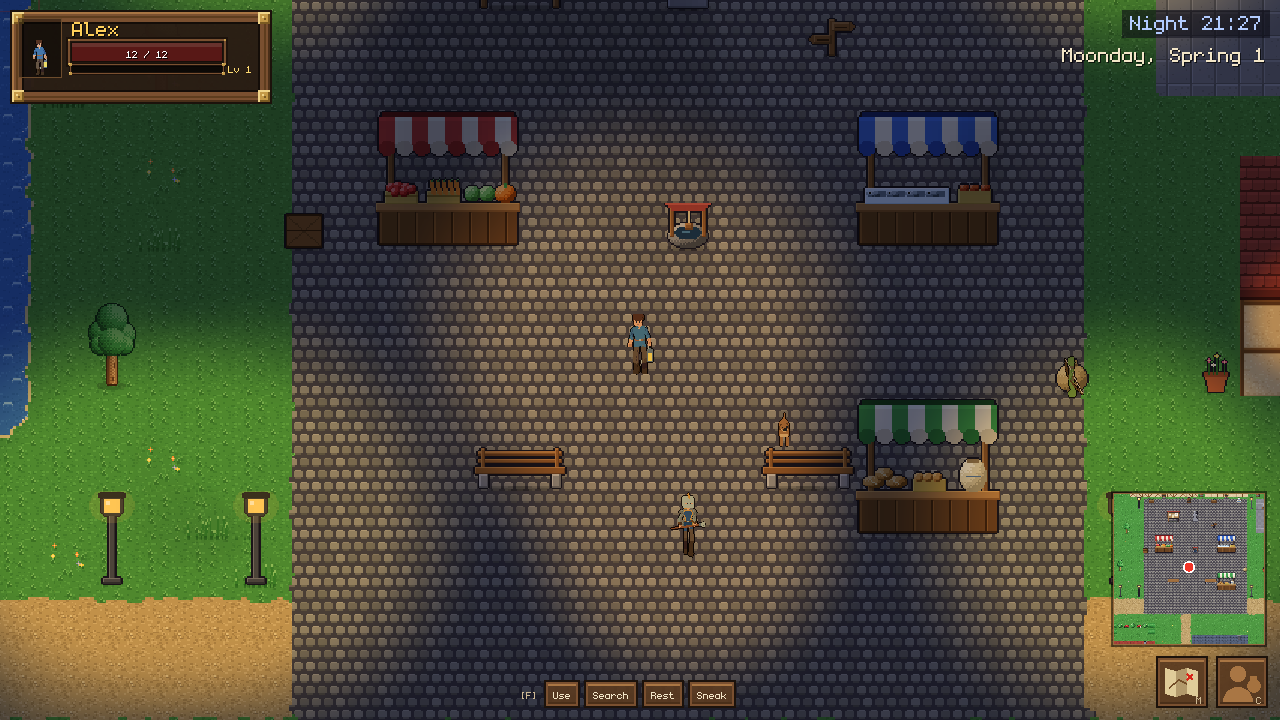 Alex
12 / 12
Lv 1
Night 21:27
Moonday, Spring 1
[F] Use Search Rest Sneak
M
C